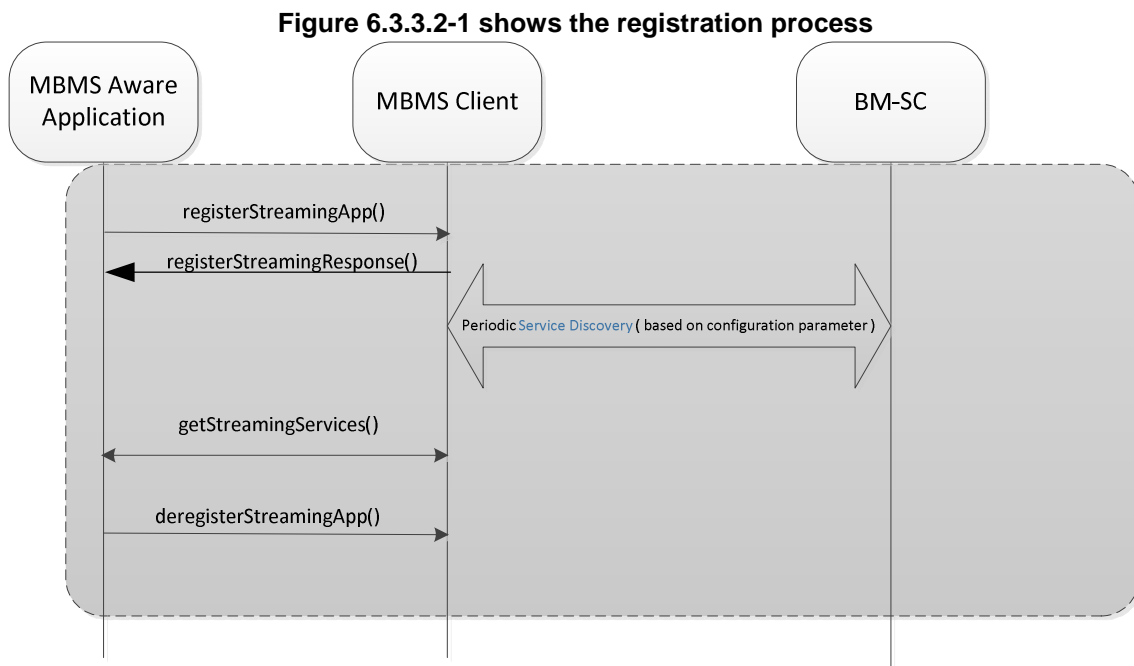 Figure 6.3.3.2-1 shows the registration process
MBMS Aware
Application
MBMS Client
BM-SC
registerStreamingApp()
registerStreamingResponse()
Periodic Service Discovery ( based on configuration parameter )
getStreamingServices()
deregisterStreamingApp()